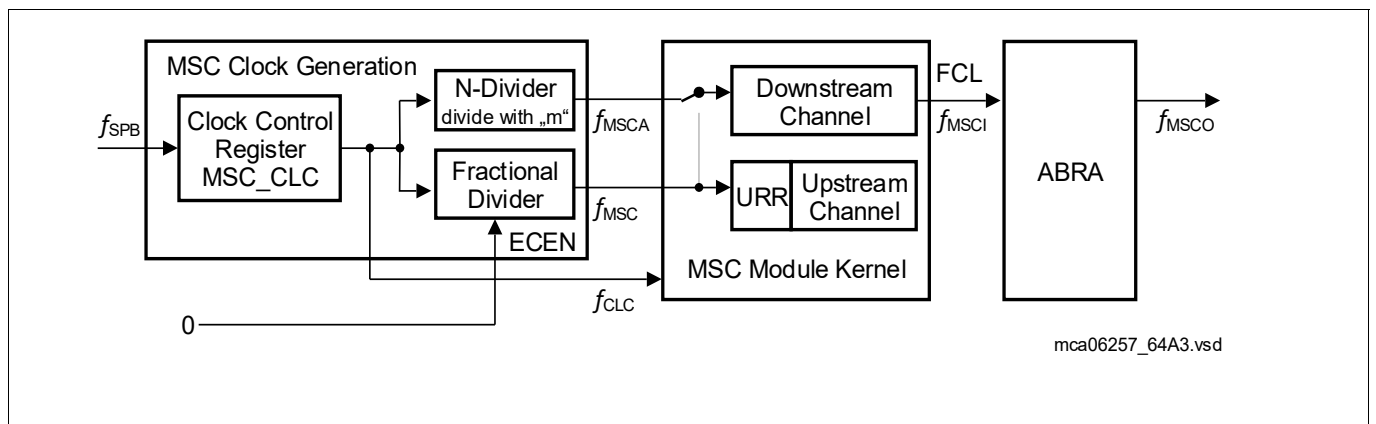 MSC Clock Generation
fSPB
Clock Control
Register
MSC_CLC
N-Divider
divide with „m“
Fractional
Divider
ECEN
0
fMSCA
fMSC
fCLC
Downstream
Channel
URR
Upstream
Channel
MSC Module Kernel
FCL
fMSCI
ABRA
fMSCO
mca06257_64A3.vsd